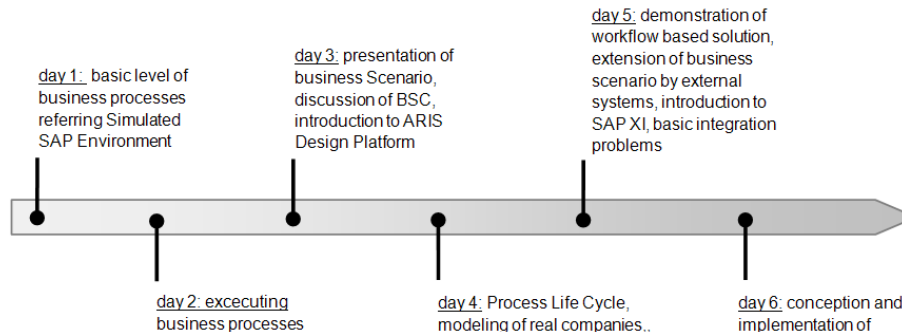 day 1: basic level of
business processes
referring Simulated
SAP Environment
day 2: excecuting
business processes
day 3: presentation of
business Scenario,
discussion of BSC,
introduction to ARIS
Design Platform
day 4: Process Life Cycle,
modeling of real companies,.
day 5: demonstration of
workflow based solution,
extension of business
scenario by external
systems, introduction to
SAP XI, basic integration
problems
day 6: conception and
implementation of